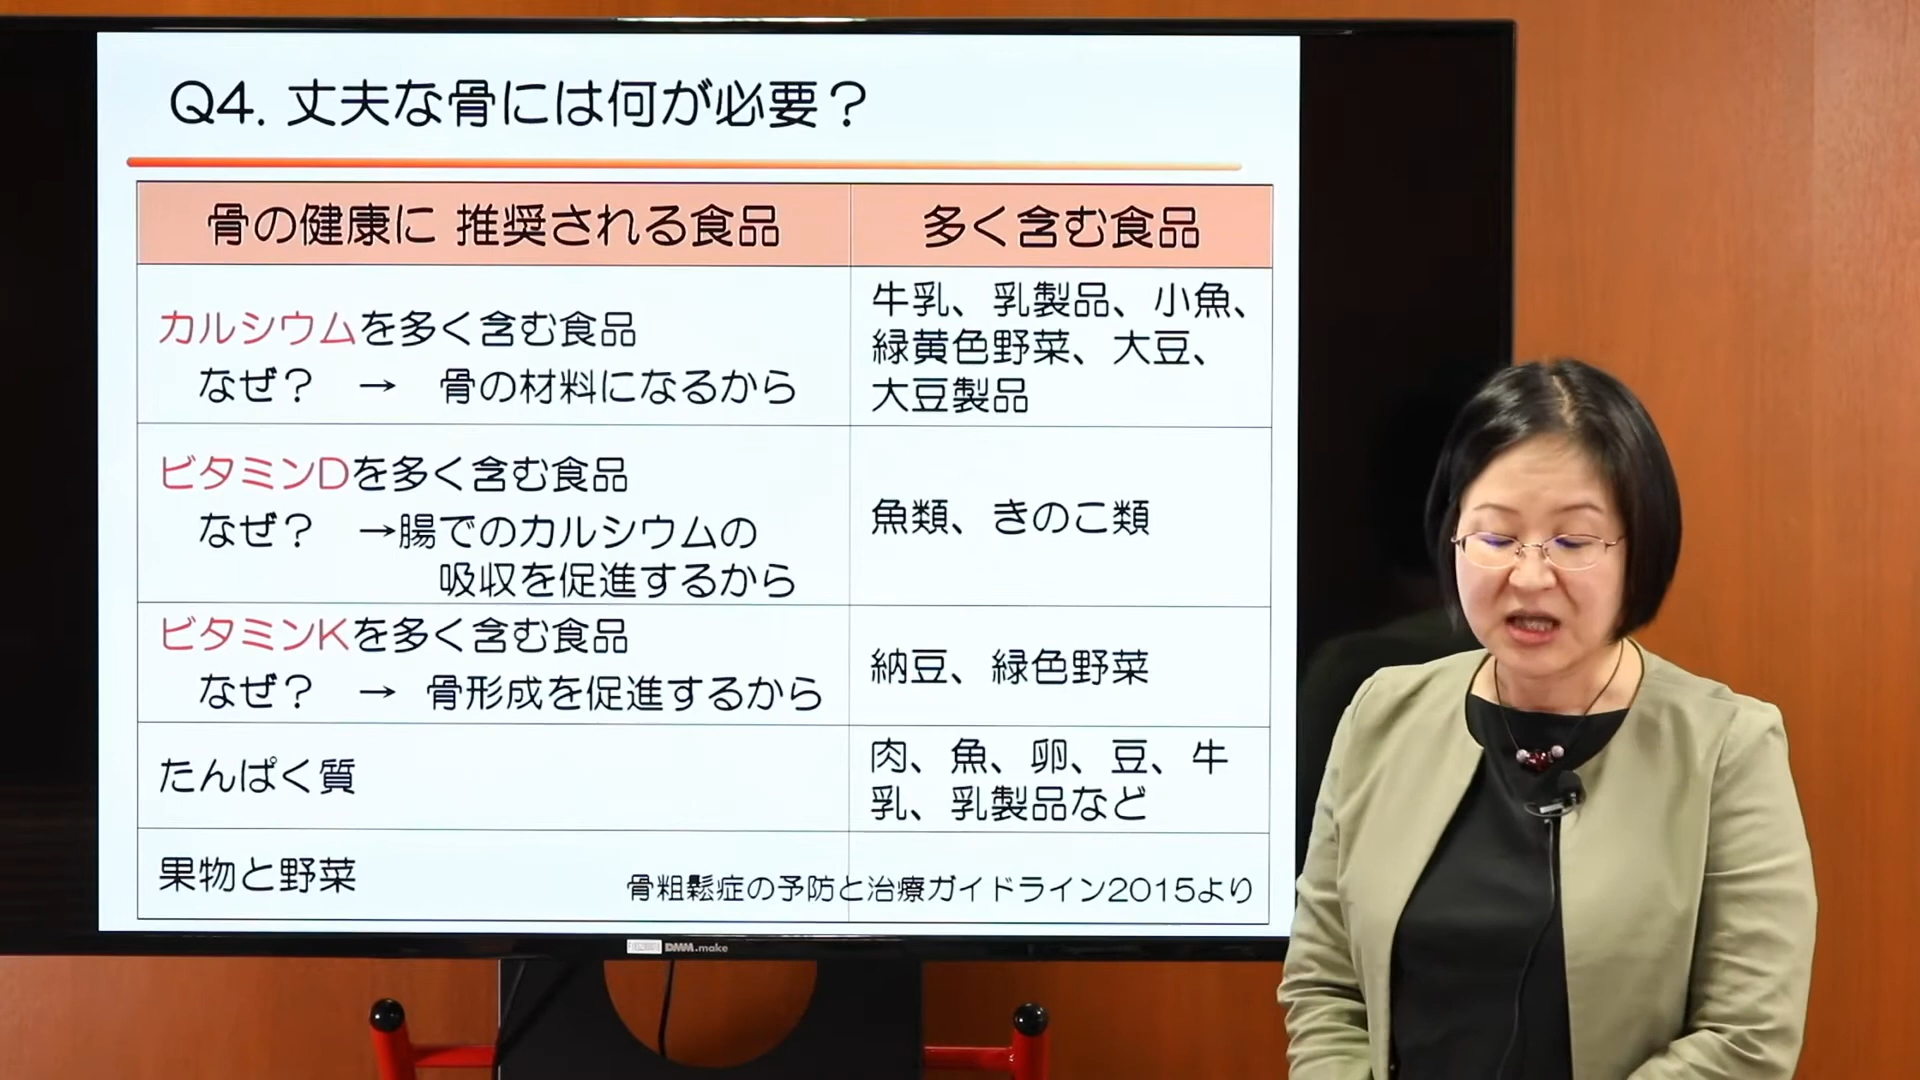 Q4. 丈夫な骨には何が必要？
骨の健康に 推奨される食品
多く含む食品
カルシウムを多く含む食品
なぜ？ → 骨の材料になるから
牛乳、乳製品、小魚、
緑黄色野菜、大豆、
大豆製品
ビタミンDを多く含む食品
なぜ？ →腸でのカルシウムの
吸収を促進するから
魚類、きのこ類
ビタミンKを多く含む食品
なぜ？ → 骨形成を促進するから
納豆、緑色野菜
たんぱく質
肉、魚、卵、豆、牛
乳、乳製品など
果物と野菜
骨粗鬆症の予防と治療ガイドライン2015より
DMM.make